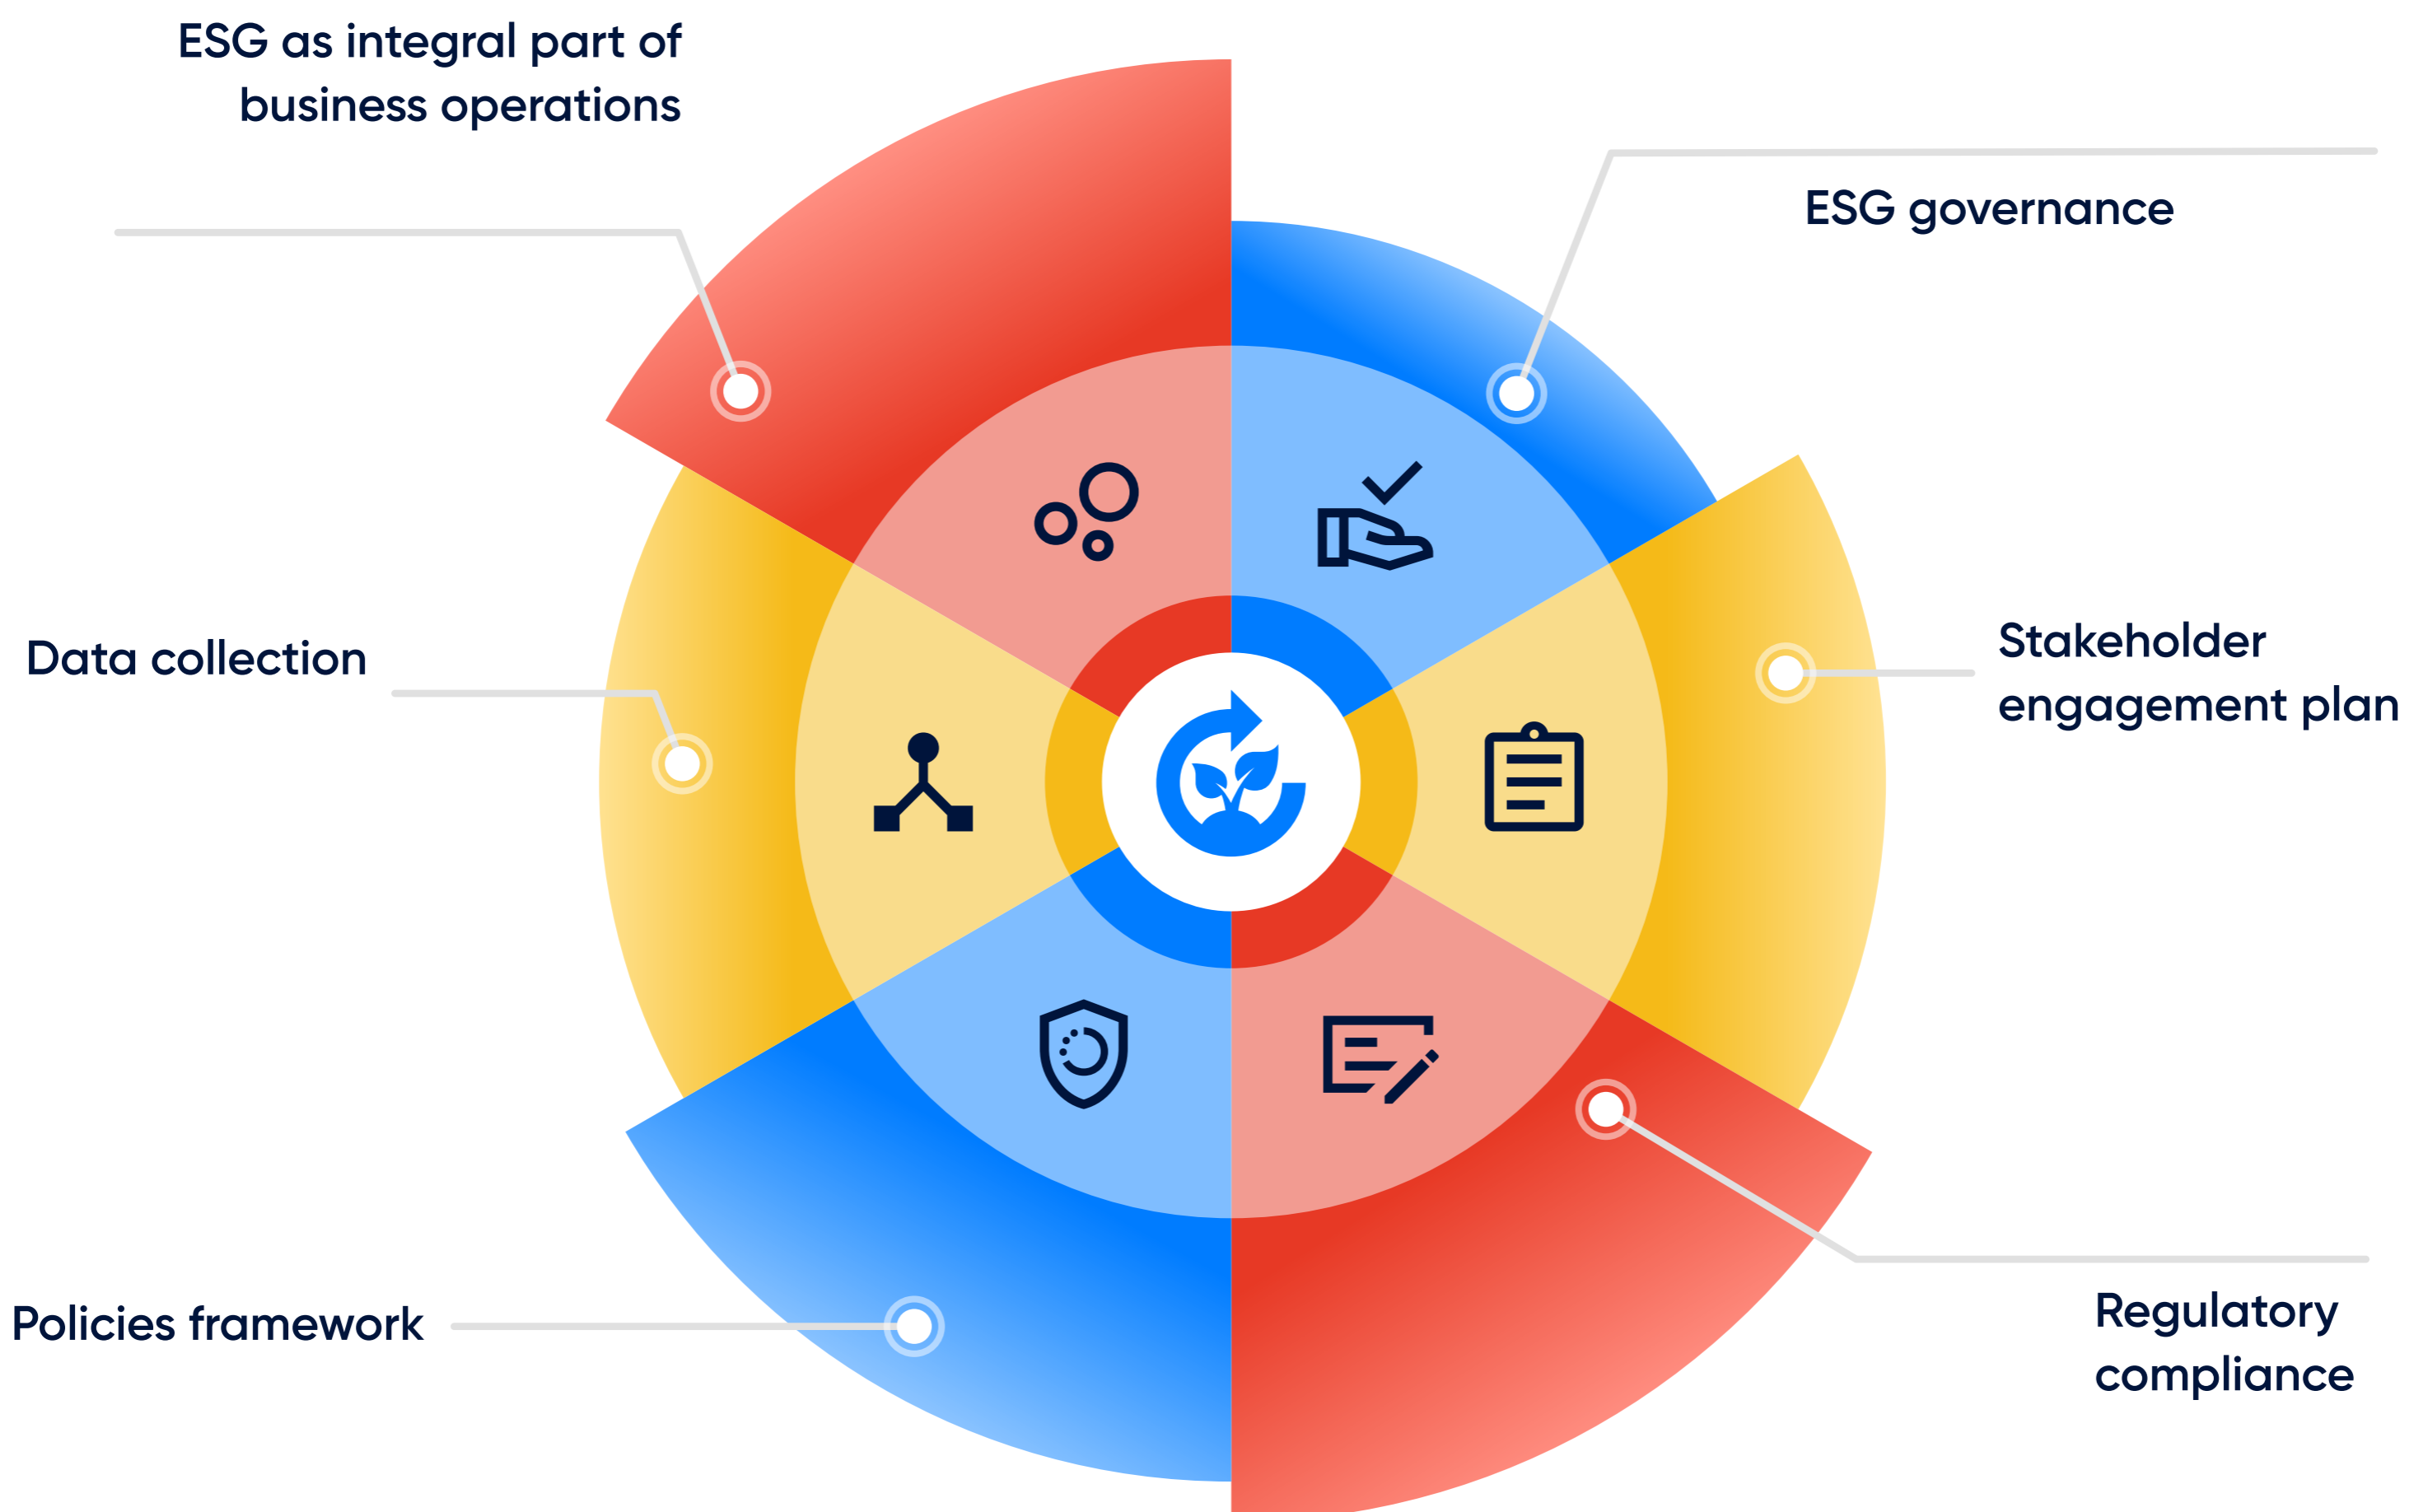 ESG as integral part of
business operations
ESG governance
Data collection
Stakeholder
engagement plan
Policies framework
Regulatory
compliance